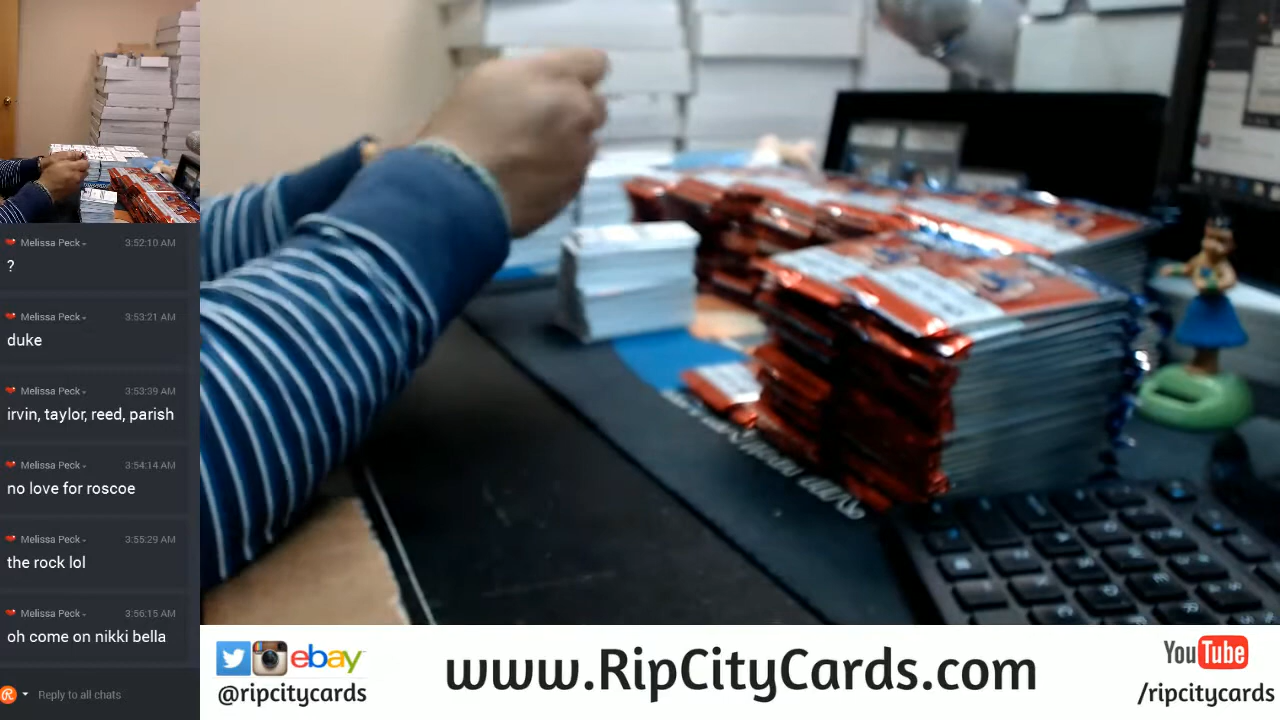 Melissa Peck
3:52:10 AM
?
Melissa Peck
3:53:21 AM
duke
Melissa Peck
3:53:39 AM
irvin, taylor, reed, parish
Melissa Peck
3:54:14 AM
no love for roscoe
Melissa Peck
3:55:29 AM
the rock lol
Melissa Peck
3:56:15 AM
oh come on nikki bella
Reply to all chats
ebay
@ripcitycards
www.RipCityCards.com
YouTube
/ripcitycards